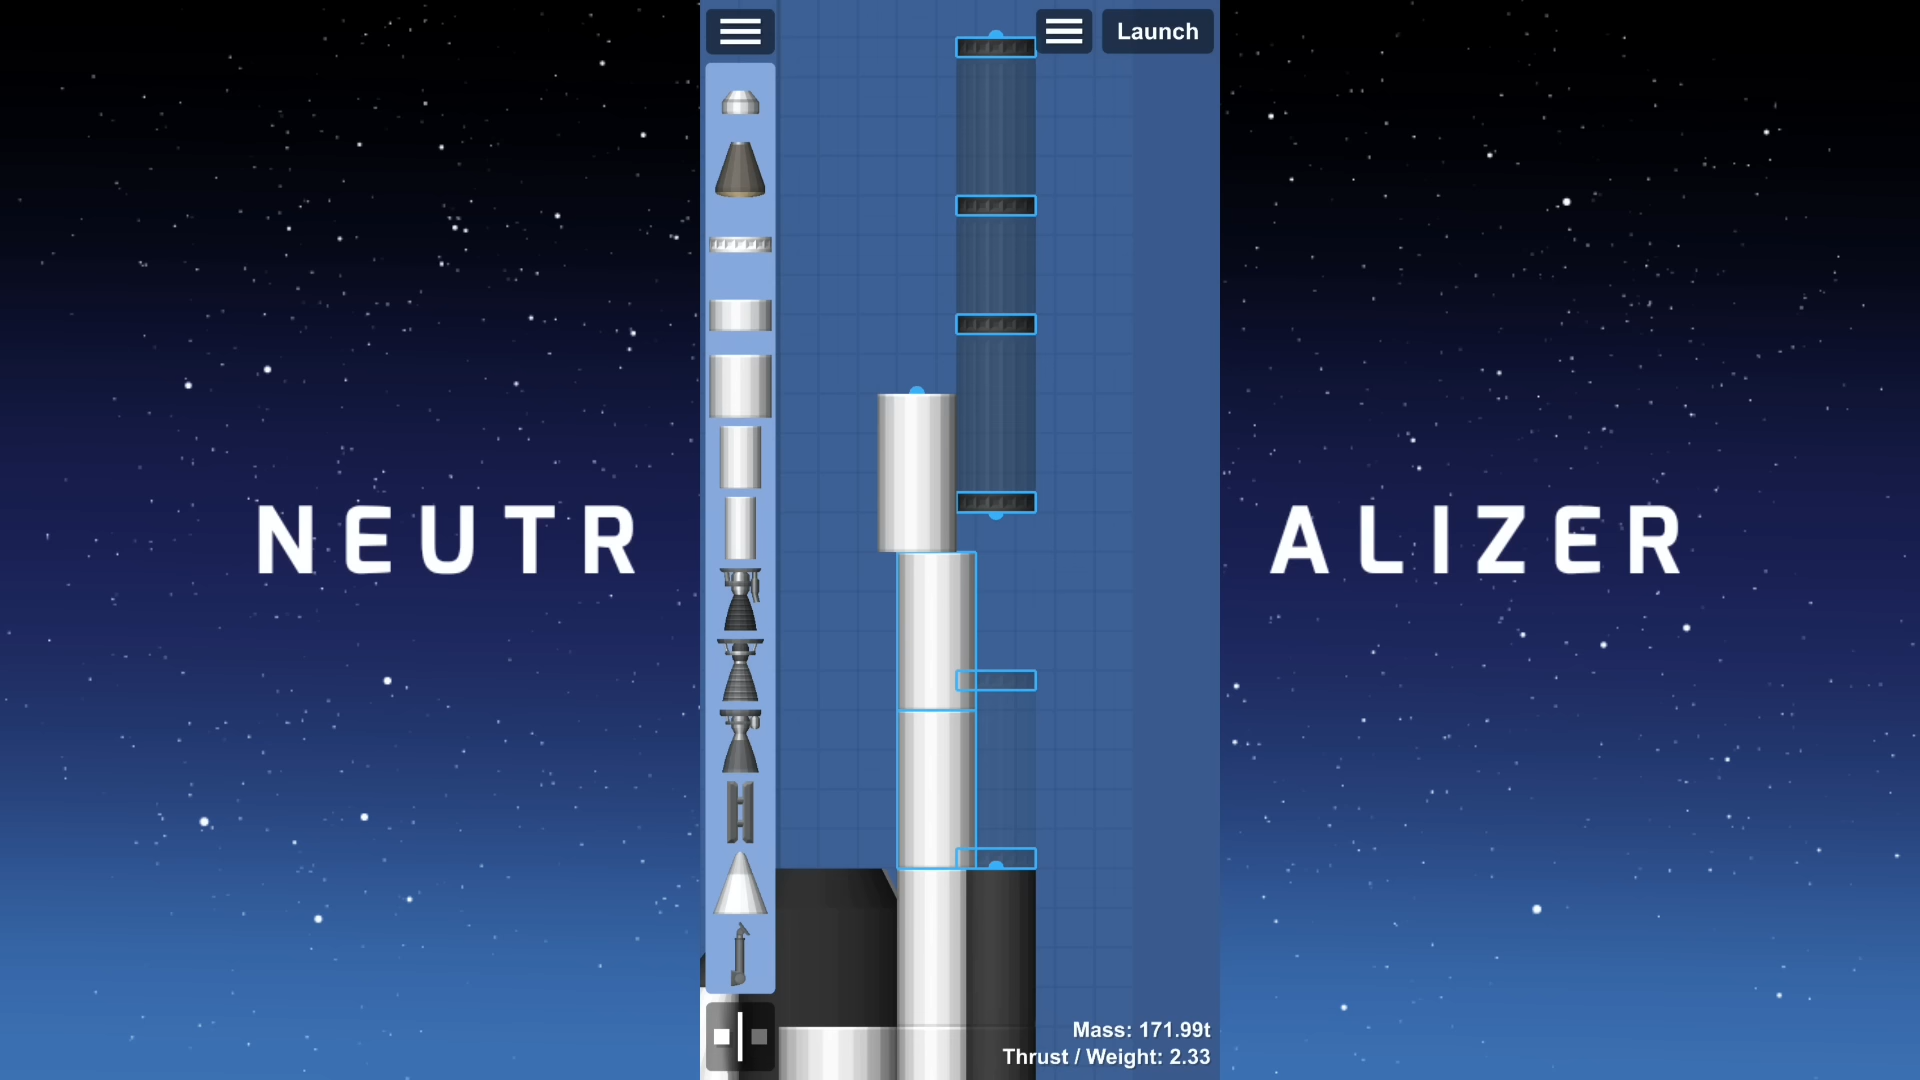 Launch
NEUTR
ALIZER
Mass: 171.99t
Thrust / Weight: 2.33